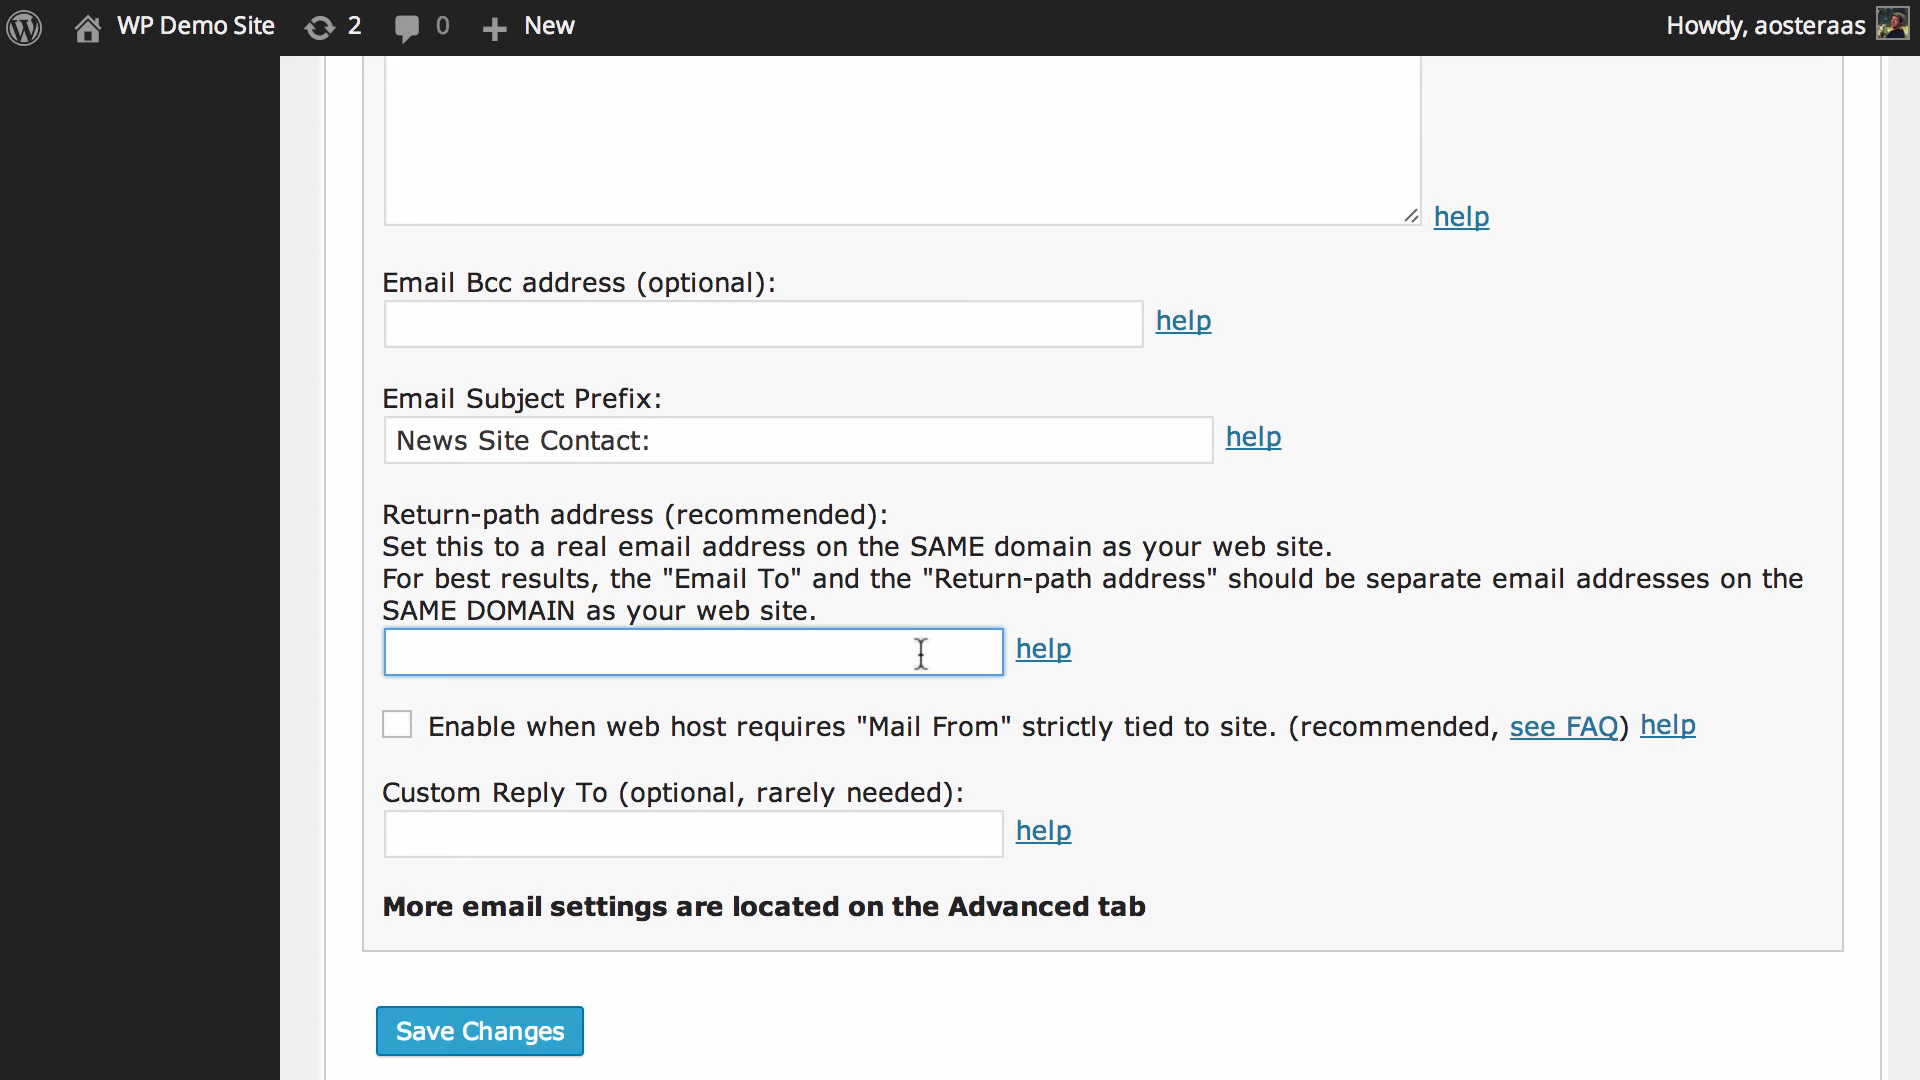 WP Demo Site 2 0 New Howdy, aosteraas
help
Email Bcc address (optional):
help
Email Subject Prefix:
News Site Contact: help
Return-path address (recommended):
Set this to a real email address on the SAME domain as your web site.
For best results, the "Email To" and the "Return-path address" should be separate email addresses on the
SAME DOMAIN as your web site.
help
Enable when web host requires "Mail From" strictly tied to site. (recommended, see FAQ) help
Custom Reply To (optional, rarely needed):
help
More email settings are located on the Advanced tab
Save Changes